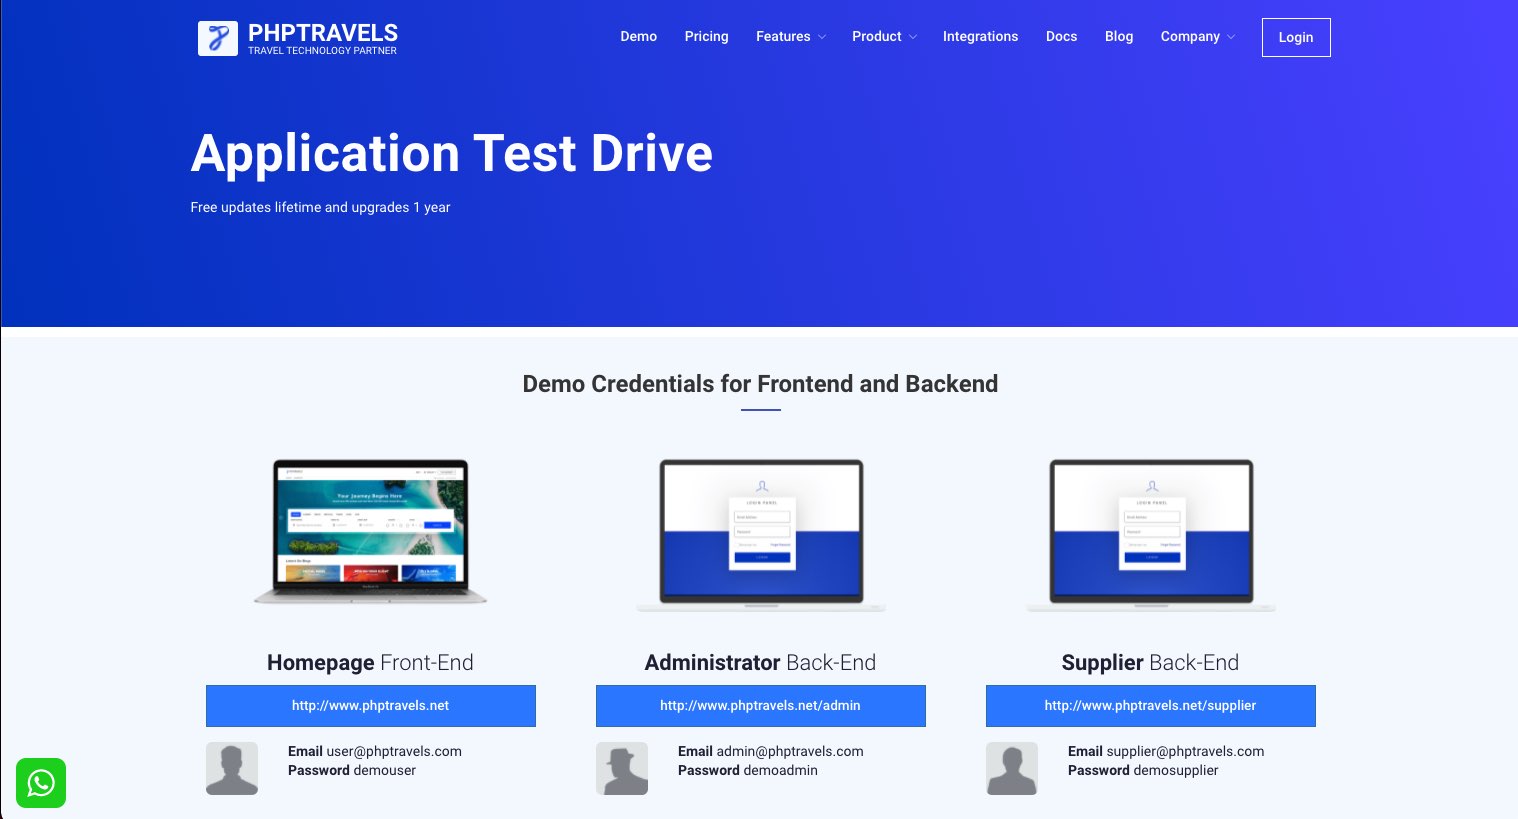 PHPTRAVELS
TRAVEL TECHNOLOGY PARTNER
Demo Pricing Features Product Integrations Docs Blog Company Login
Application Test Drive
Free updates lifetime and upgrades 1 year
Demo Credentials for Frontend and Backend
Your Journey Begins Here
LOGIN PANEL
LOGIN PANEL
Homepage Front-End
Administrator Back-End
Supplier Back-End
http://www.phptravels.net
http://www.phptravels.net/admin
http://www.phptravels.net/supplier
Email user@phptravels.com
Password demouser
Email admin@phptravels.com
Password demoadmin
Email supplier@phptravels.com
Password demosupplier